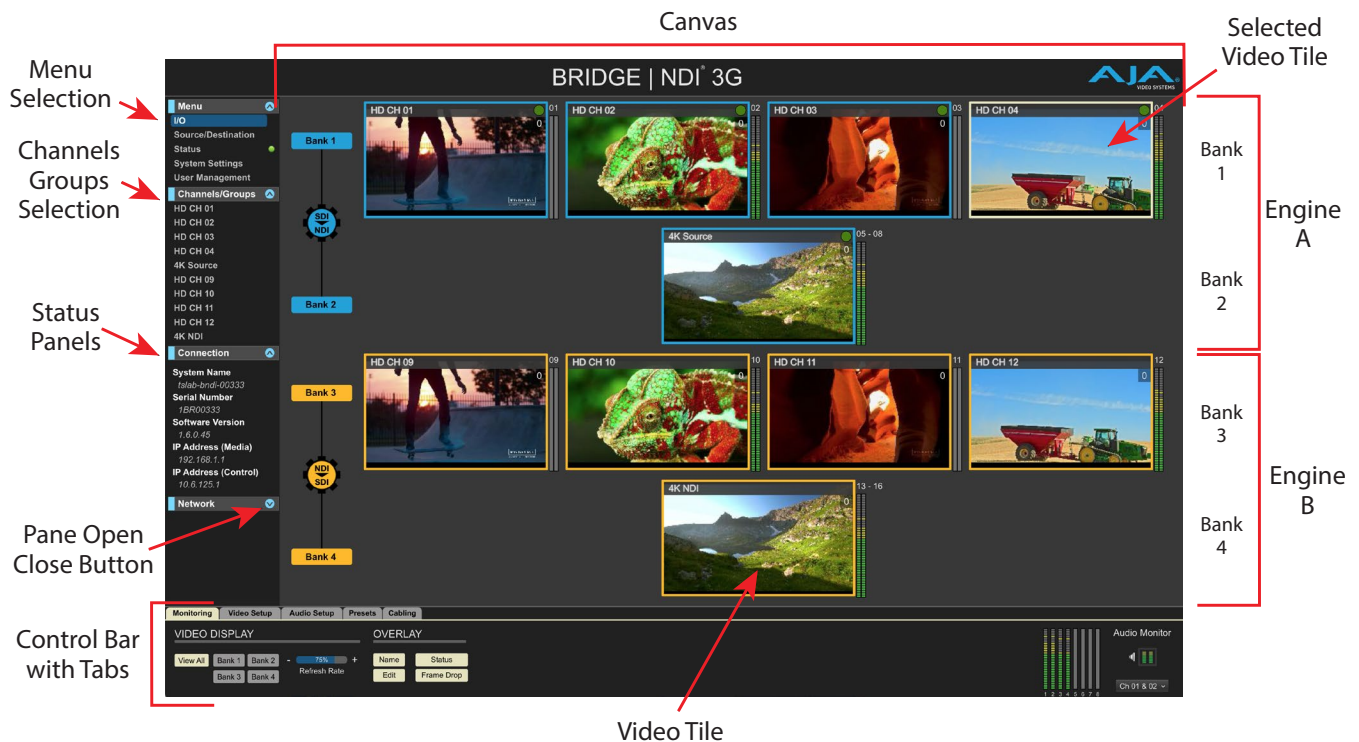 Canvas
Selected
Video Tile
Menu
Selection
Channels
Groups
Selection
Status
Panels
Pane Open
Close Button
Control Bar
with Tabs
BRIDGE | NDI® 3G
AJA
VIDEO SYSTEMS
Menu
I/O
Source/Destination
Status
System Settings
User Management
Channels/Groups
HD CH 01
HD CH 02
HD CH 03
HD CH 04
4K Source
HD CH 09
HD CH 10
HD CH 11
HD CH 12
4K NDI
Connection
System Name
tslab-bndi-00333
Serial Number
1BR00333
Software Version
1.6.0.45
IP Address (Media)
192.168.1.1
IP Address (Control)
10.6.125.1
Network
Bank 1
SDI
NDI
Bank 2
HD CH 01
0
01
HD CH 02
0
02
HD CH 03
0
03
HD CH 04
0
04
4K Source
0
05 - 08
Bank 3
NDI
SDI
Bank 4
HD CH 09
0
09
HD CH 10
0
10
HD CH 11
0
11
HD CH 12
0
12
4K NDI
0
13 - 16
Bank
1
Bank
2
Engine
A
Bank
3
Bank
4
Engine
B
Monitoring Video Setup Audio Setup Presets Cabling
VIDEO DISPLAY
View All Bank 1 Bank 2 - 75% +
Bank 3 Bank 4 Refresh Rate
OVERLAY
Name Status
Edit Frame Drop
1 2 3 4 5 6 7 8
Audio Monitor
Ch 01 & 02
Video Tile